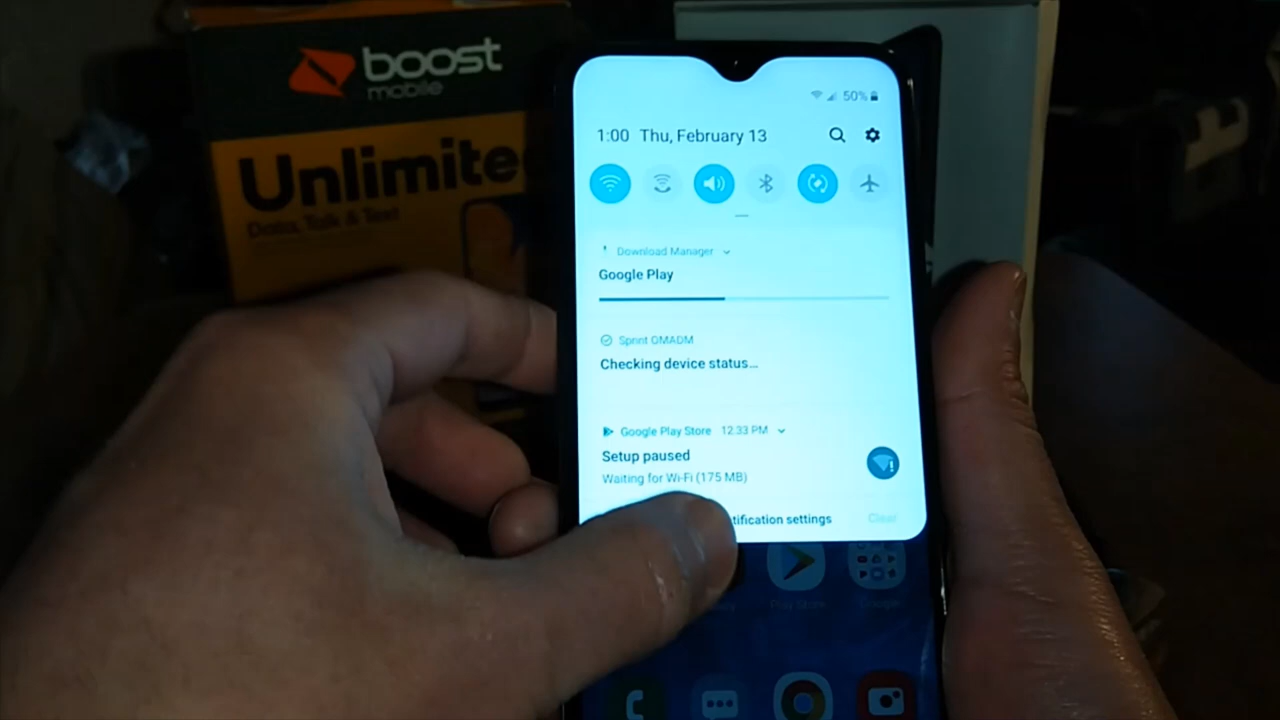 boost
mobile
Unlimite
Data, Talk & Text
50%
1:00 Thu, February 13
Download Manager
Google Play
Sprint OMADM
Checking device status...
Google Play Store 12:33 PM
Setup paused
Waiting for Wi-Fi (175 MB)
tification settings
Clear
Play Store
Google